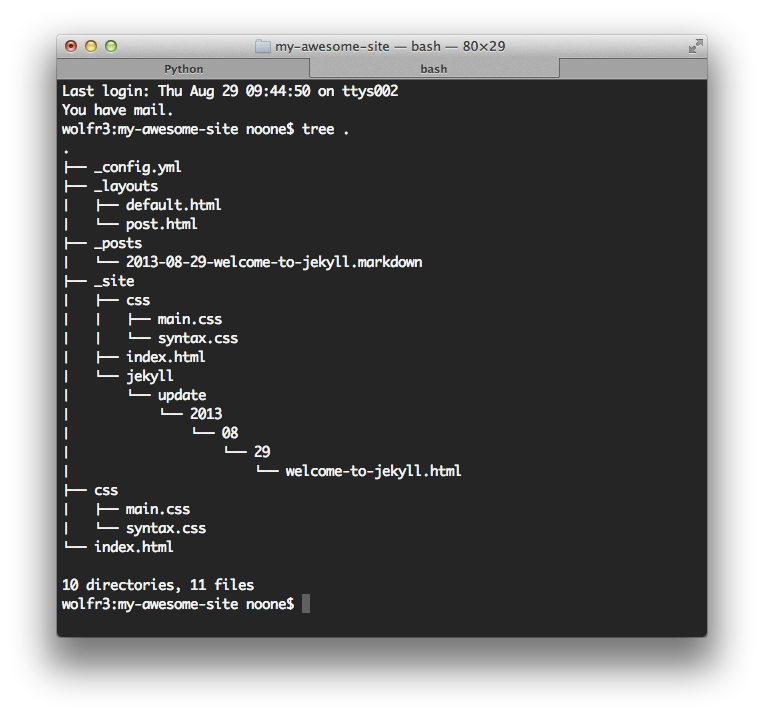 my-awesome-site — bash — 80×29
Python bash
Last login: Thu Aug 29 09:44:50 on ttys002
You have mail.
wolfr3:my-awesome-site noone$ tree .
.
├── _config.yml
├── _layouts
│   ├── default.html
│   └── post.html
├── _posts
│   └── 2013-08-29-welcome-to-jekyll.markdown
├── _site
│   ├── css
│   │   ├── main.css
│   │   └── syntax.css
│   ├── index.html
│   └── jekyll
│       └── update
│           └── 2013
│               └── 08
│                   └── 29
│                       └── welcome-to-jekyll.html
├── css
│   ├── main.css
│   └── syntax.css
└── index.html

10 directories, 11 files
wolfr3:my-awesome-site noone$